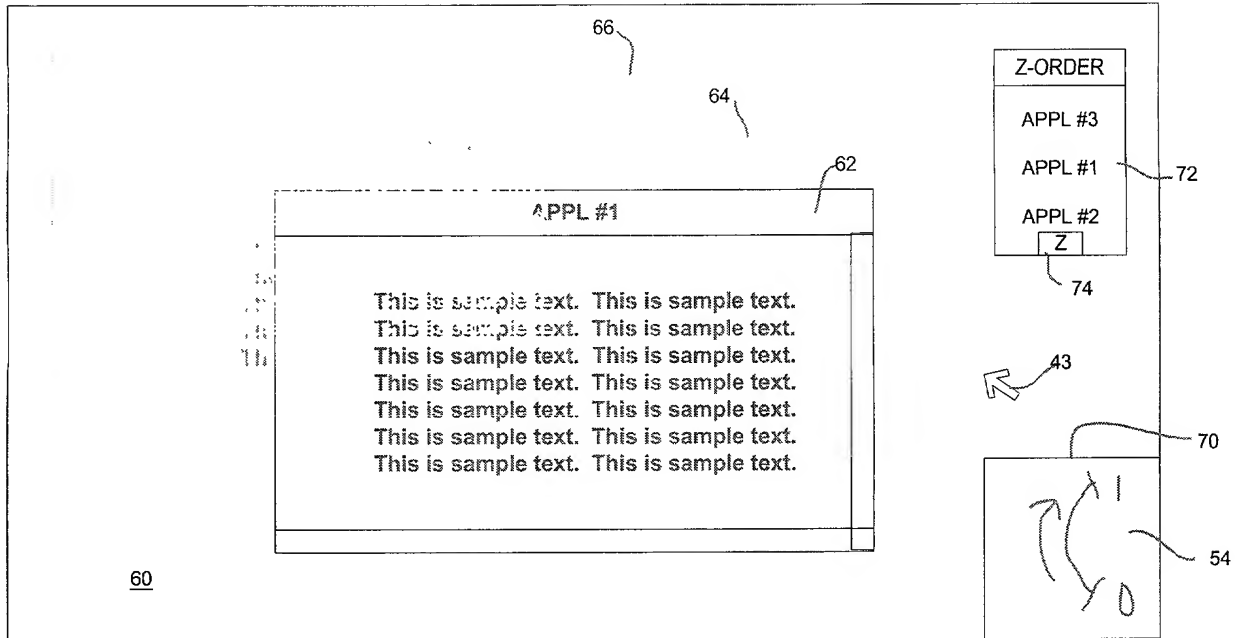 66
Z-ORDER
64
APPL #3
62
APPL #1
72
APPL #1
APPL #2
Z
74
This is sample text. This is sample text.
This is sample text. This is sample text.
This is sample text. This is sample text.
This is sample text. This is sample text.
This is sample text. This is sample text.
This is sample text. This is sample text.
This is sample text. This is sample text.
43
70
1
54
0
60